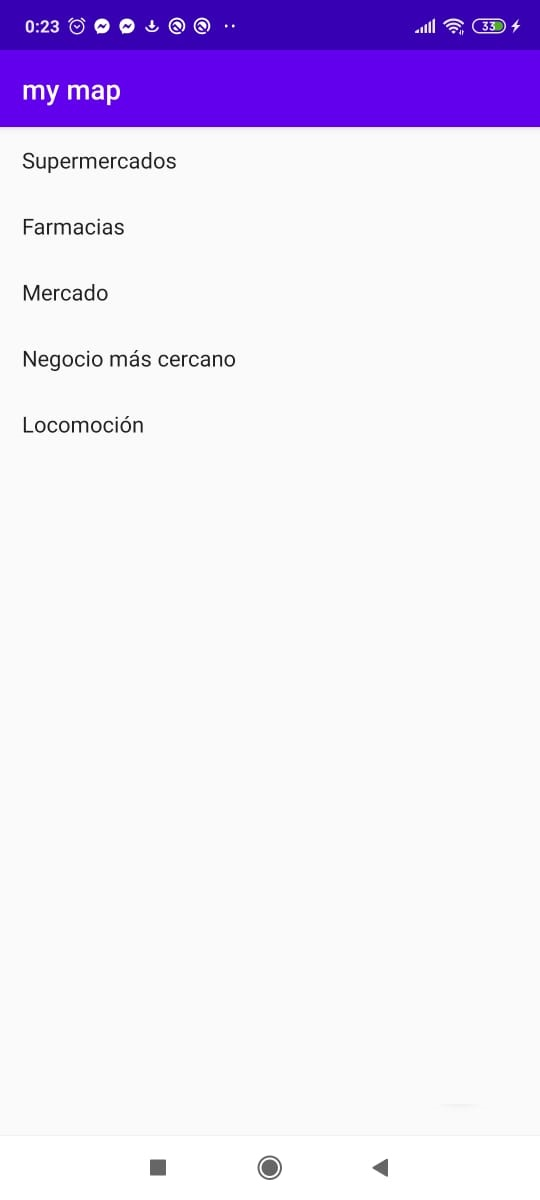 0:23
33
my map
Supermercados
Farmacias
Mercado
Negocio más cercano
Locomoción